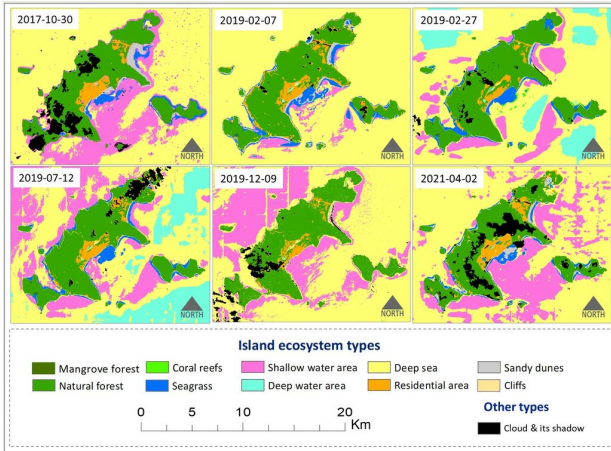 2017-10-30
2019-02-07
2019-02-27
NORTH
NORTH
NORTH
2019-07-12
2019-12-09
2021-04-02
NORTH
NORTH
NORTH
Island ecosystem types
Mangrove forest
Coral reefs
Shallow water area
Deep sea
Sandy dunes
Natural forest
Seagrass
Deep water area
Residential area
Cliffs
Other types
0 5 10 20
Km
Cloud & its shadow